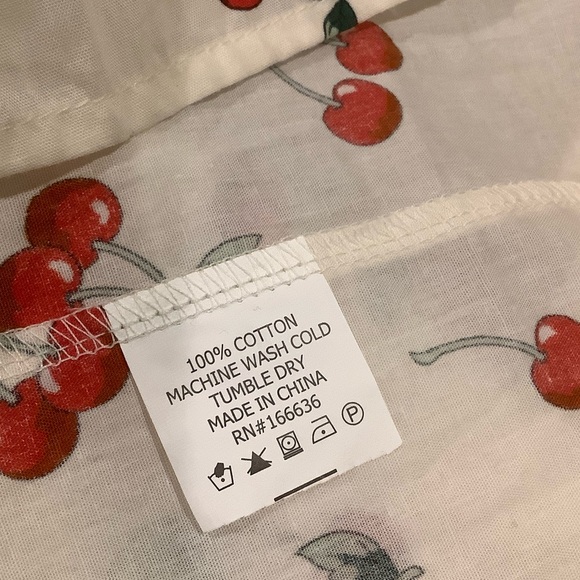 100% COTTON
MACHINE WASH COLD
TUMBLE DRY
MADE IN CHINA
RN#166636
P